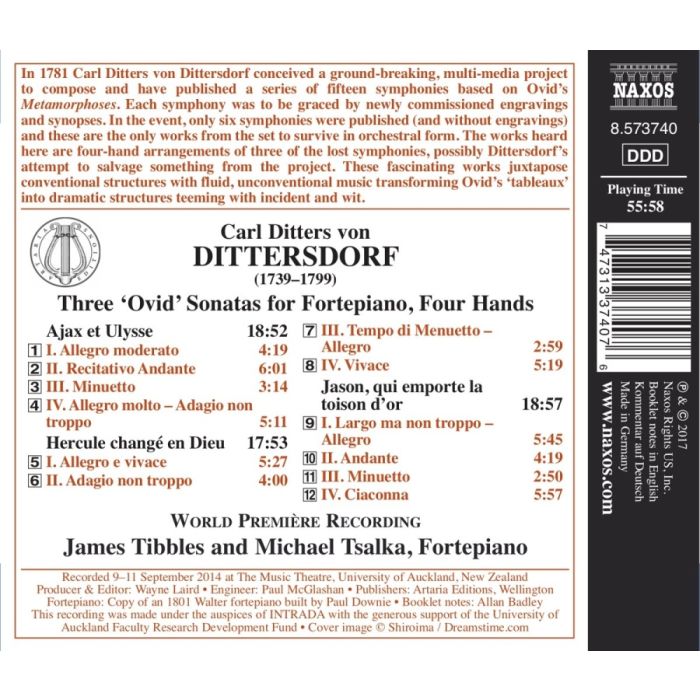 In 1781 Carl Ditters von Dittersdorf conceived a ground-breaking, multi-media project
to compose and have published a series of fifteen symphonies based on Ovid's
Metamorphoses. Each symphony was to be graced by newly commissioned engravings
and synopses. In the event, only six symphonies were published (and without engravings)
and these are the only works from the set to survive in orchestral form. The works heard
here are four-hand arrangements of three of the lost symphonies, possibly Dittersdorf's
attempt to salvage something from the project. These fascinating works juxtapose
conventional structures with fluid, unconventional music transforming Ovid's ‘tableaux’
into dramatic structures teeming with incident and wit.
ARTARIA EDITIONS
Carl Ditters von
DITTERSDORF
(1739–1799)
Three ‘Ovid’ Sonatas for Fortepiano, Four Hands
Ajax et Ulysse 18:52
1 I. Allegro moderato 4:19
2 II. Recitativo Andante 6:01
3 III. Minuetto 3:14
4 IV. Allegro molto – Adagio non
troppo 5:11
Hercule changé en Dieu 17:53
5 I. Allegro e vivace 5:27
6 II. Adagio non troppo 4:00
7 III. Tempo di Menuetto –
Allegro 2:59
8 IV. Vivace 5:19
Jason, qui emporte la
toison d'or 18:57
9 I. Largo ma non troppo –
Allegro 5:45
10 II. Andante 4:19
11 III. Minuetto 2:50
12 IV. Ciaconna 5:57
WORLD PREMIÈRE RECORDING
James Tibbles and Michael Tsalka, Fortepiano
Recorded 9–11 September 2014 at The Music Theatre, University of Auckland, New Zealand
Producer & Editor: Wayne Laird • Engineer: Paul McGlashan • Publishers: Artaria Editions, Wellington
Fortepiano: Copy of an 1801 Walter fortepiano built by Paul Downie • Booklet notes: Allan Badley
This recording was made under the auspices of INTRADA with the generous support of the University of
Auckland Faculty Research Development Fund • Cover image © Shiroima / Dreamstime.com
NAXOS
8.573740
DDD
Playing Time
55:58
7 47313 37407 6
℗ & © 2017
Naxos Rights US, Inc.
Booklet notes in English
Kommentar auf Deutsch
Made in Germany
www.naxos.com